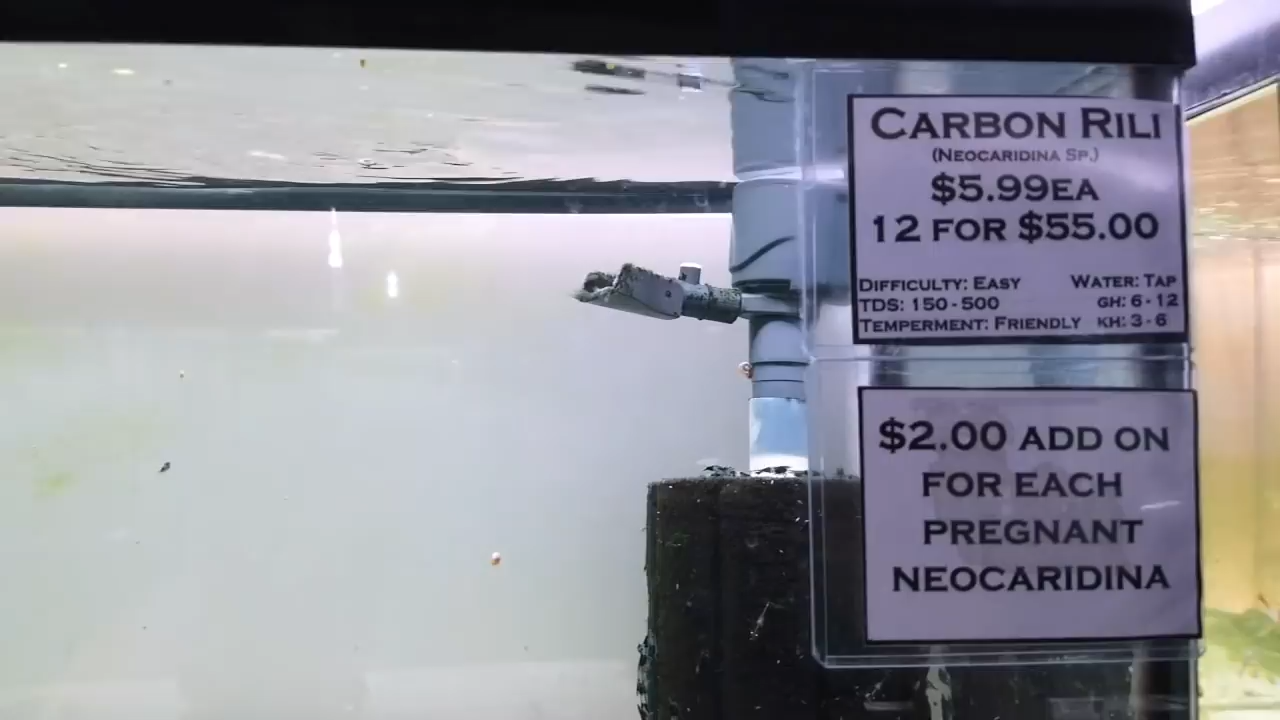 CARBON RILI
(NEOCARIDINA SP.)
$5.99EA
12 FOR $55.00
DIFFICULTY: EASY WATER: TAP
TDS: 150-500 GH: 6-12
TEMPERMENT: FRIENDLY KH: 3-6
$2.00 ADD ON
FOR EACH
PREGNANT
NEOCARIDINA